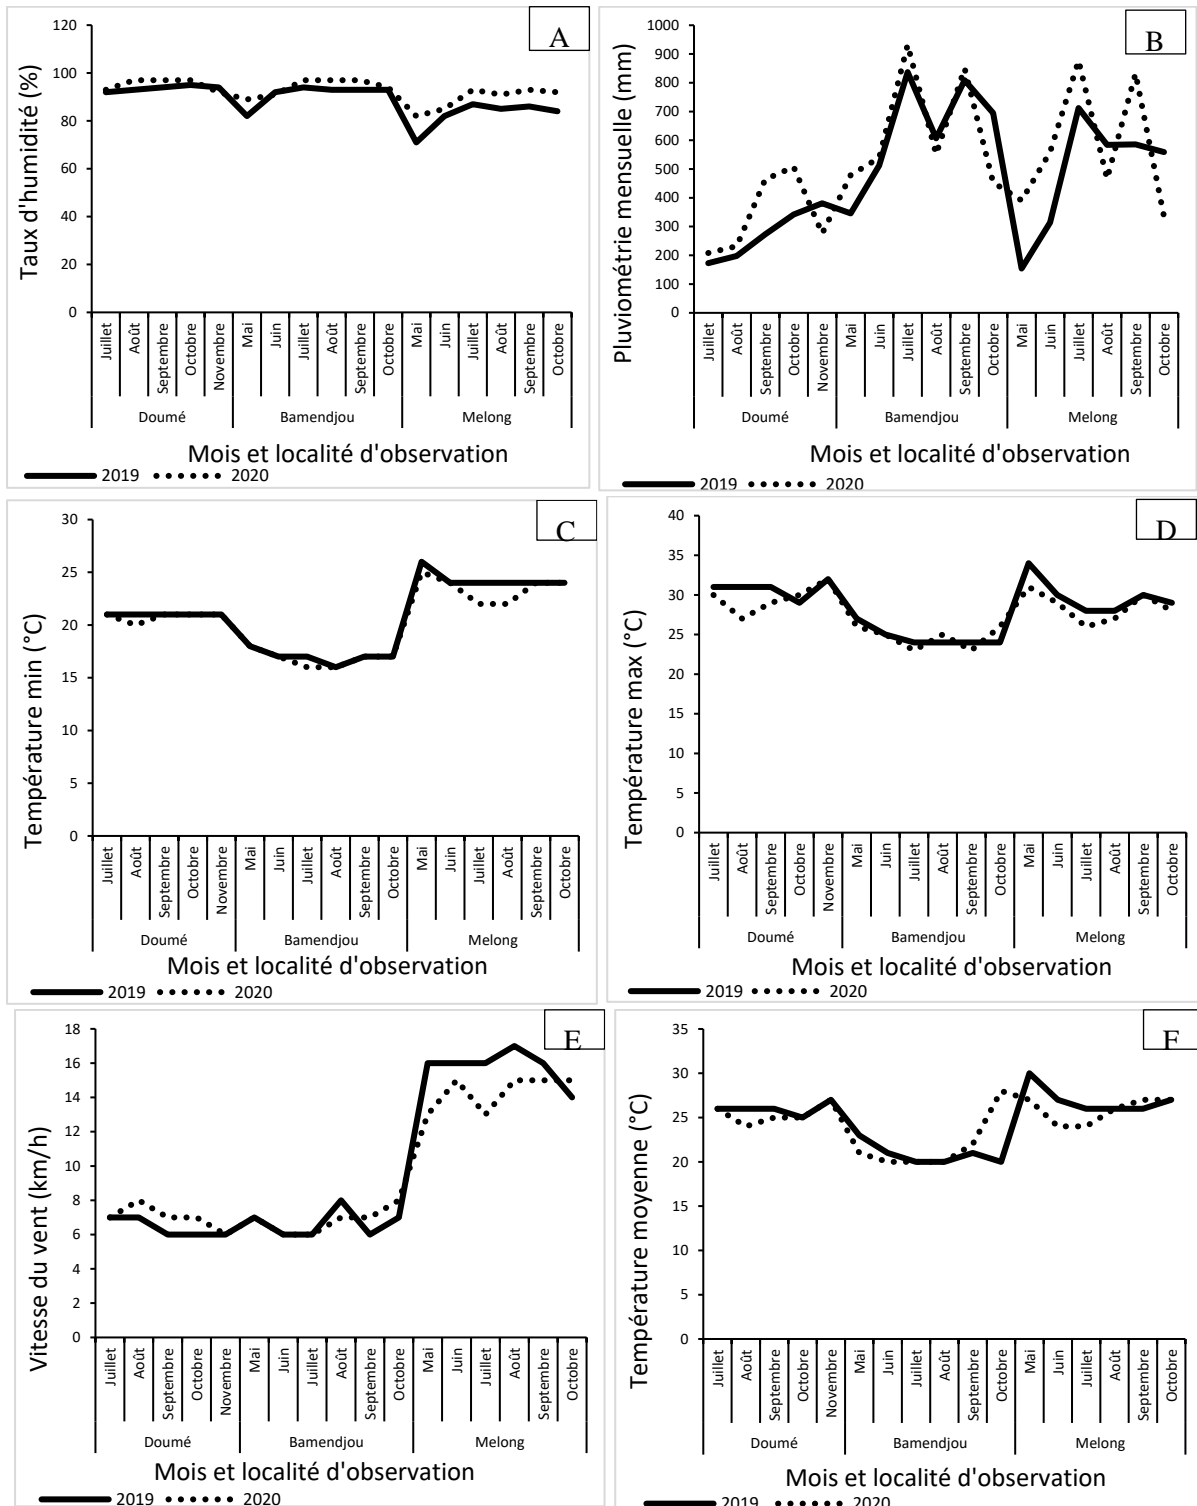 A
Taux d'humidité (%)
120
100
80
60
40
20
0
Juillet Août Septembre Octobre Novembre Mai Juin Juillet Août Septembre Octobre Mai Juin Juillet Août Septembre Octobre
Doumé Bamendjou Melong
Mois et localité d'observation
2019 2020
B
Pluviométrie mensuelle (mm)
1000
900
800
700
600
500
400
300
200
100
0
Juillet Août Septembre Octobre Novembre Mai Juin Juillet Août Septembre Octobre Mai Juin Juillet Août Septembre Octobre
Doumé Bamendjou Melong
Mois et localité d'observation
2019 2020
C
Température min (°C)
30
25
20
15
10
5
0
Juillet Août Septembre Octobre Novembre Mai Juin Juillet Août Septembre Octobre Mai Juin Juillet Août Septembre Octobre
Doumé Bamendjou Melong
Mois et localité d'observation
2019 2020
D
Température max (°C)
40
35
30
25
20
15
10
5
0
Juillet Août Septembre Octobre Novembre Mai Juin Juillet Août Septembre Octobre Mai Juin Juillet Août Septembre Octobre
Doumé Bamendjou Melong
Mois et localité d'observation
2019 2020
E
Vitesse du vent (km/h)
18
16
14
12
10
8
6
4
2
0
Juillet Août Septembre Octobre Novembre Mai Juin Juillet Août Septembre Octobre Mai Juin Juillet Août Septembre Octobre
Doumé Bamendjou Melong
Mois et localité d'observation
2019 2020
F
Température moyenne (°C)
35
30
25
20
15
10
5
0
Juillet Août Septembre Octobre Novembre Mai Juin Juillet Août Septembre Octobre Mai Juin Juillet Août Septembre Octobre
Doumé Bamendjou Melong
Mois et localité d'observation
2019 2020